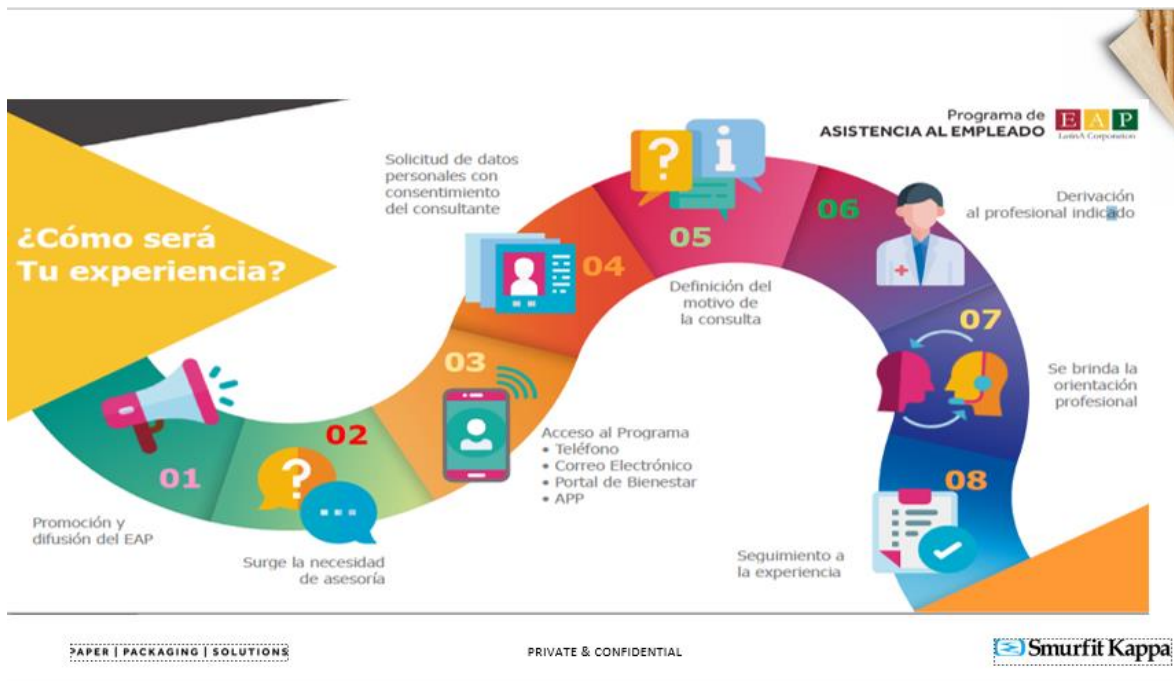 Programa de
ASISTENCIA AL EMPLEADO
E A P
LatinA Corporation
¿Cómo será
Tu experiencia?
01
Promoción y
difusión del EAP
02
Surge la necesidad
de asesoría
03
Acceso al Programa
• Teléfono
• Correo Electrónico
• Portal de Bienestar
• APP
04
Solicitud de datos
personales con
consentimiento
del consultante
05
Definición del
motivo de
la consulta
06
Derivación
al profesional indicado
07
Se brinda la
orientación
profesional
08
Seguimiento a
la experiencia
PAPER | PACKAGING | SOLUTIONS
PRIVATE & CONFIDENTIAL
Smurfit Kappa